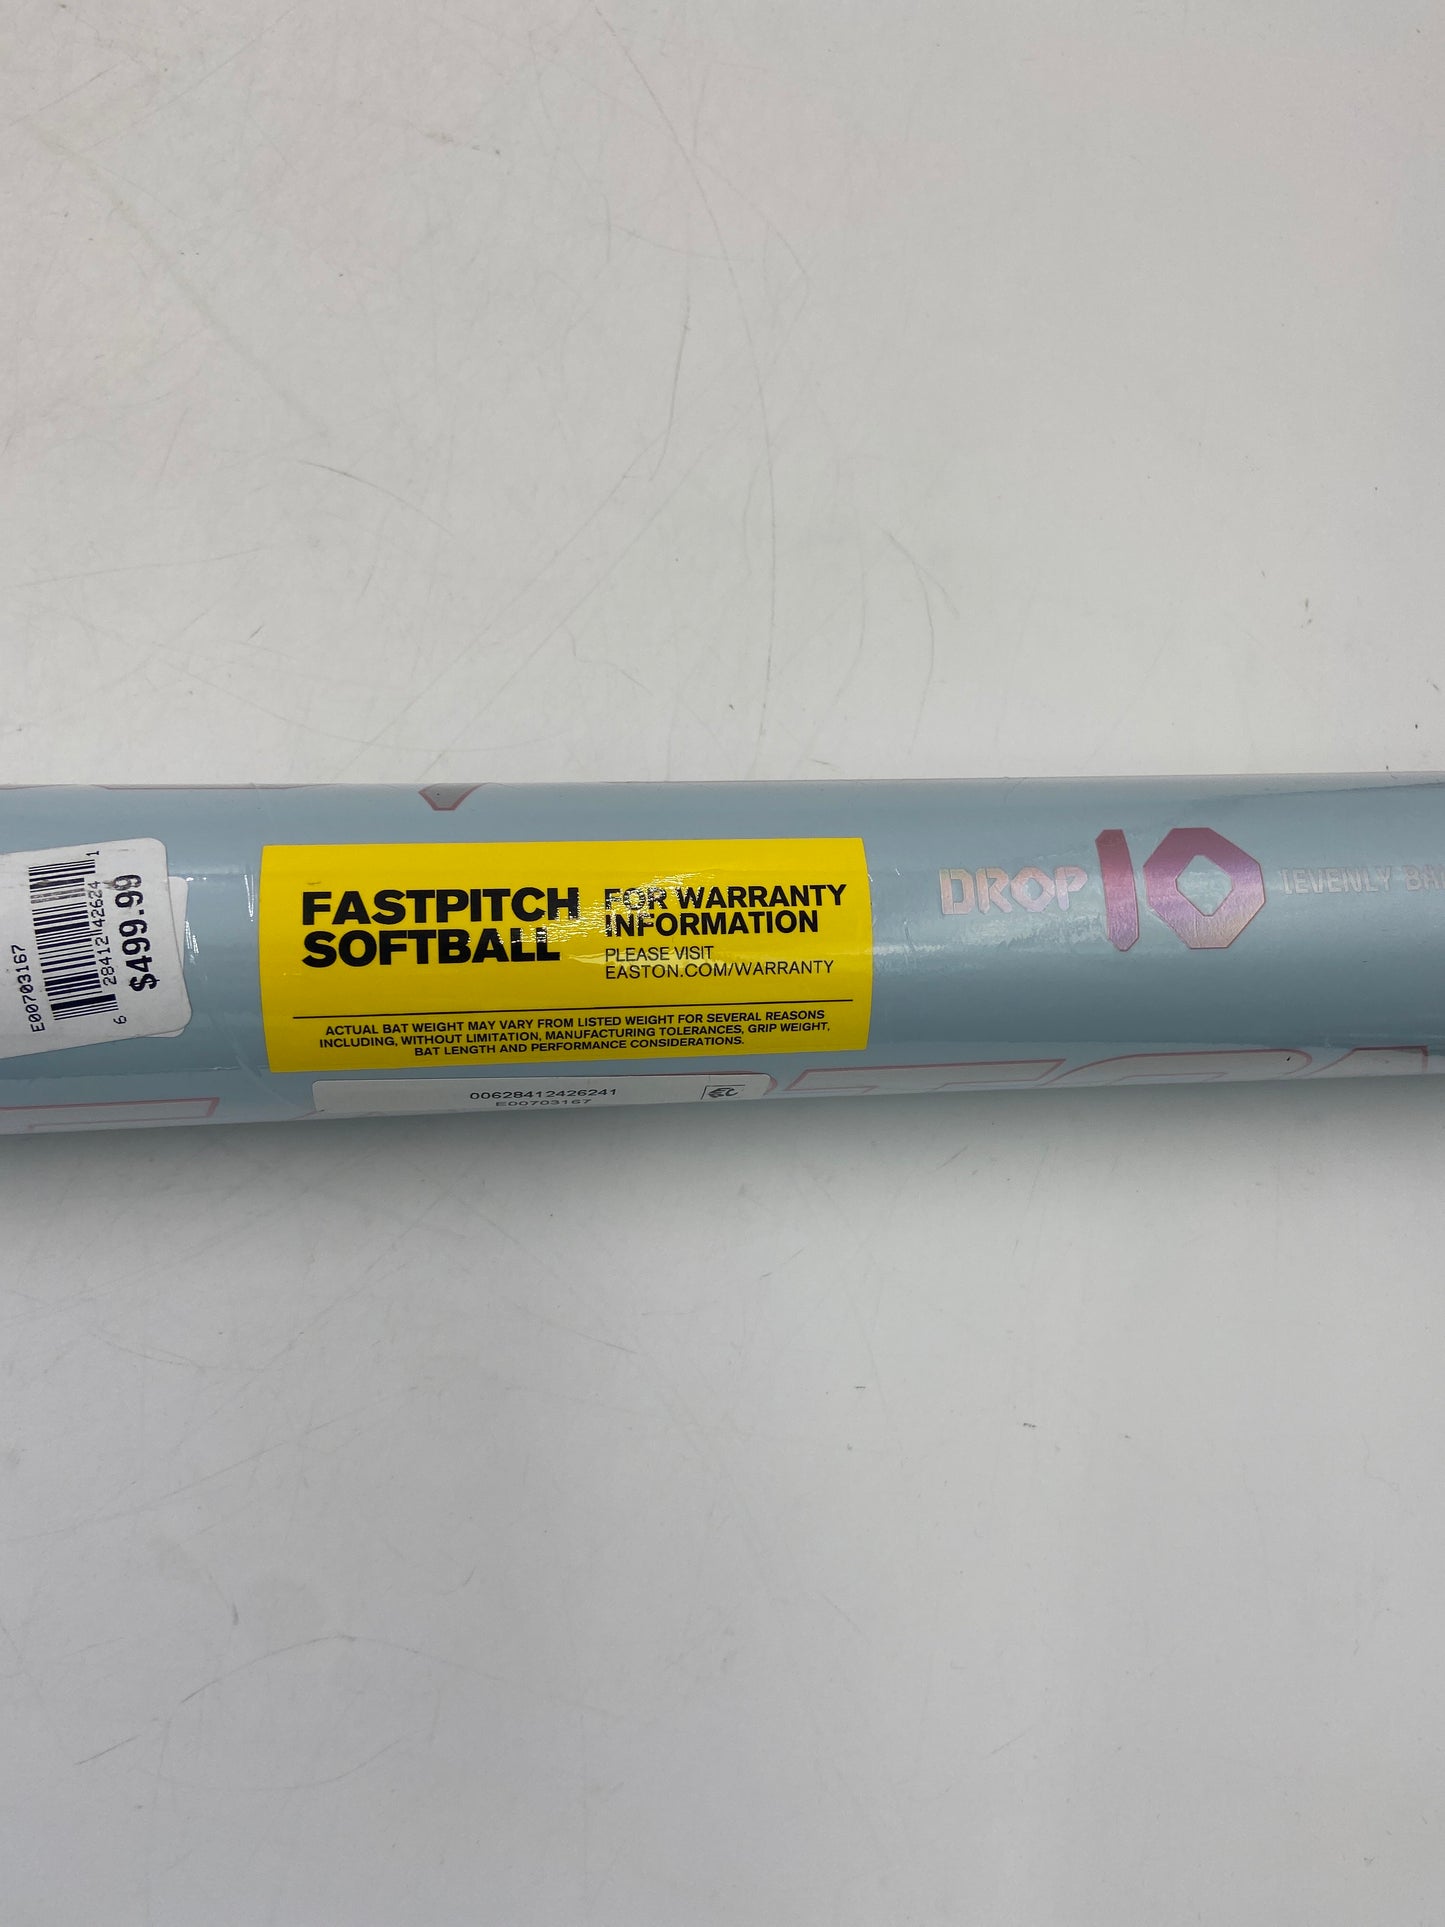 E00703167
6 28412 42624 1
$499.99
FASTPITCH
SOFTBALL
FOR WARRANTY
INFORMATION
PLEASE VISIT
EASTON.COM/WARRANTY
ACTUAL BAT WEIGHT MAY VARY FROM LISTED WEIGHT FOR SEVERAL REASONS
INCLUDING, WITHOUT LIMITATION, MANUFACTURING TOLERANCES, GRIP WEIGHT,
BAT LENGTH AND PERFORMANCE CONSIDERATIONS.
00628412426241
E00703167
DROP 10 [EVENLY BA